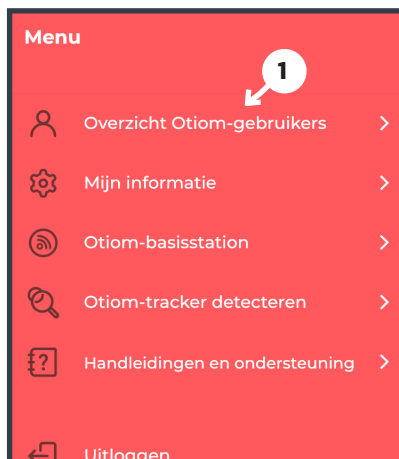 Menu
1
Overzicht Otiom-gebruikers
Mijn informatie
Otiom-basisstation
Otiom-tracker detecteren
Handleidingen en ondersteuning
Uitloggen